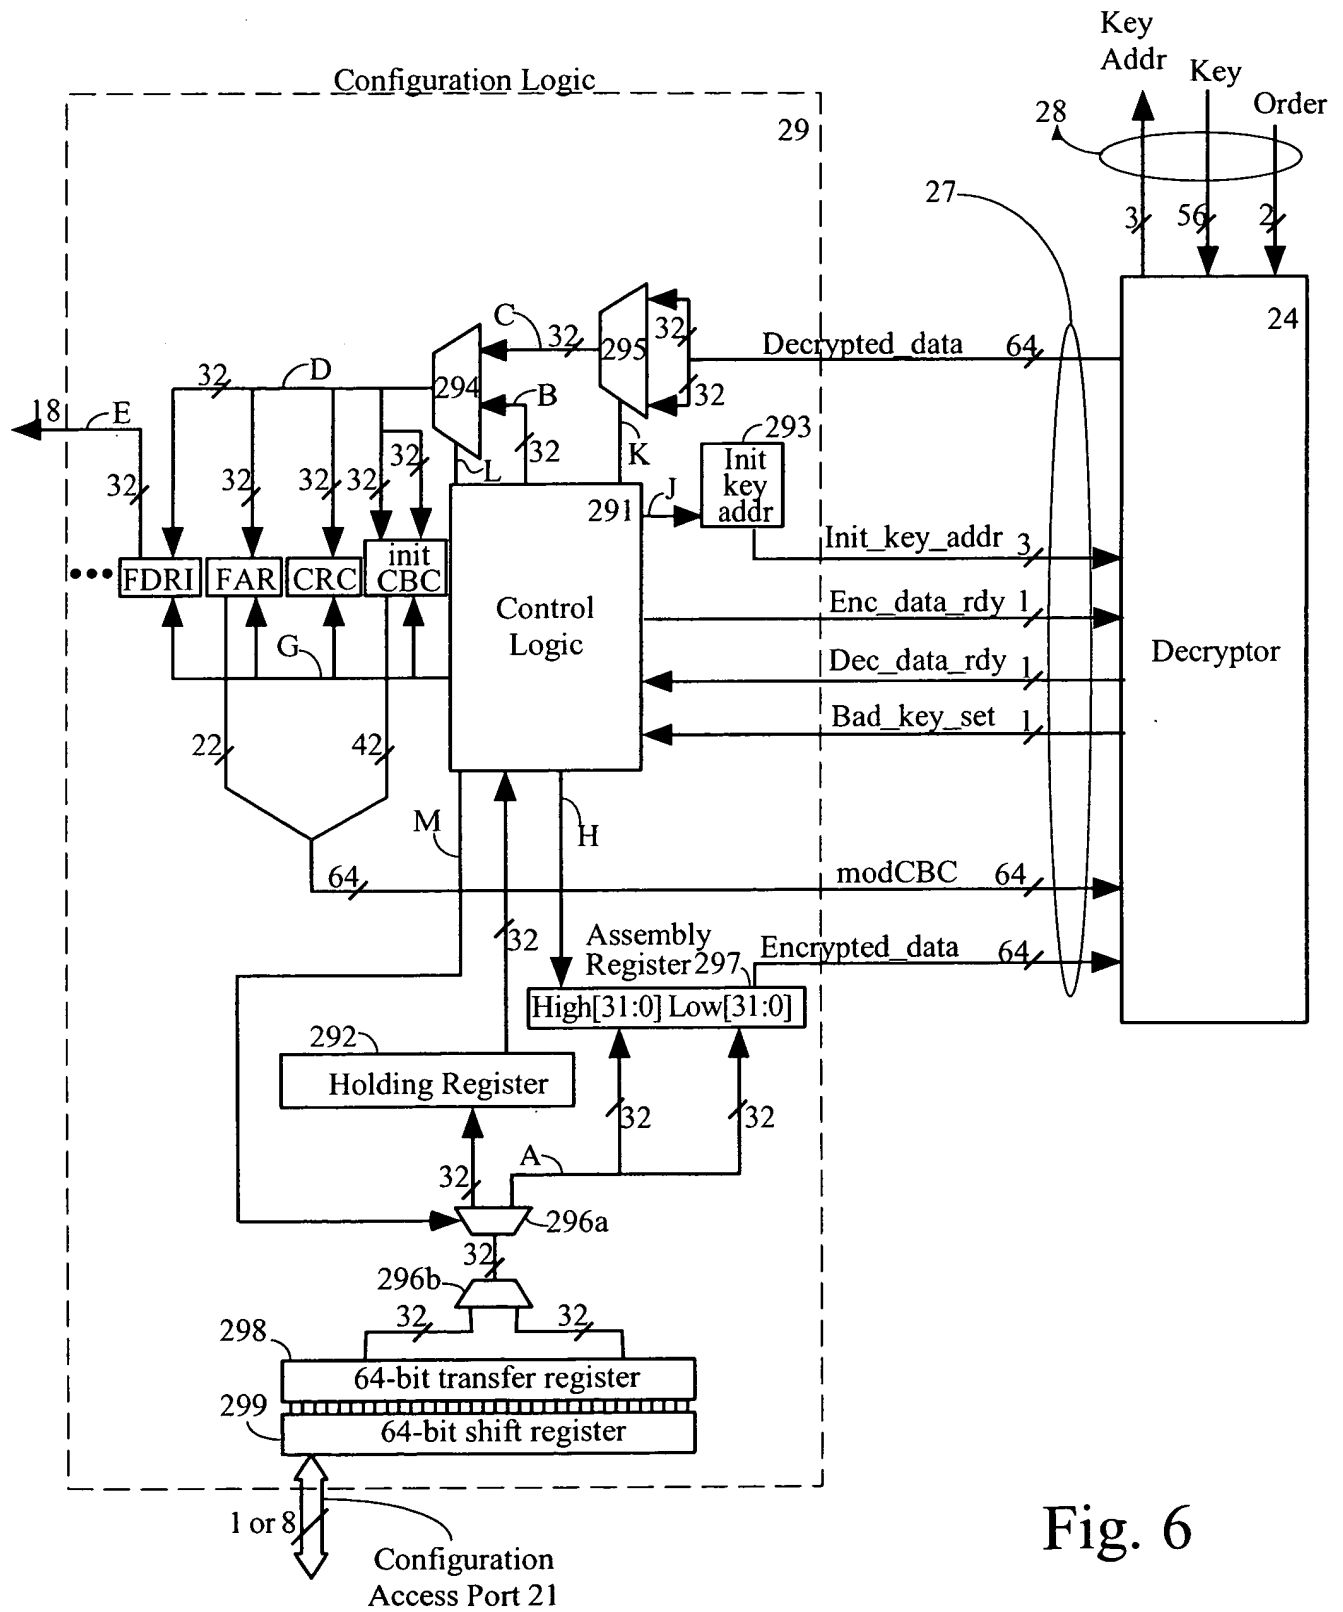 Key
Addr
Key
Order
28
Configuration Logic
29
27
3
56
2
24
C
32
295
32
32
Decrypted_data
64
32
D
294
B
32
K
L
18
E
32
32
32
32
32
293
Init
key
addr
J
291
Init_key_addr
3
init
CBC
FDRI
FAR
CRC
Control
Logic
Enc_data_rdy
1
Dec_data_rdy
1
Decryptor
G
Bad_key_set
1
22
42
M
H
64
modCBC
64
32
Assembly
Register 297
Encrypted_data
64
High[31:0] Low[31:0]
292
Holding Register
32
32
A
32
296a
32
296b
32
32
298
64-bit transfer register
299
64-bit shift register
1 or 8
Configuration
Access Port 21
Fig. 6